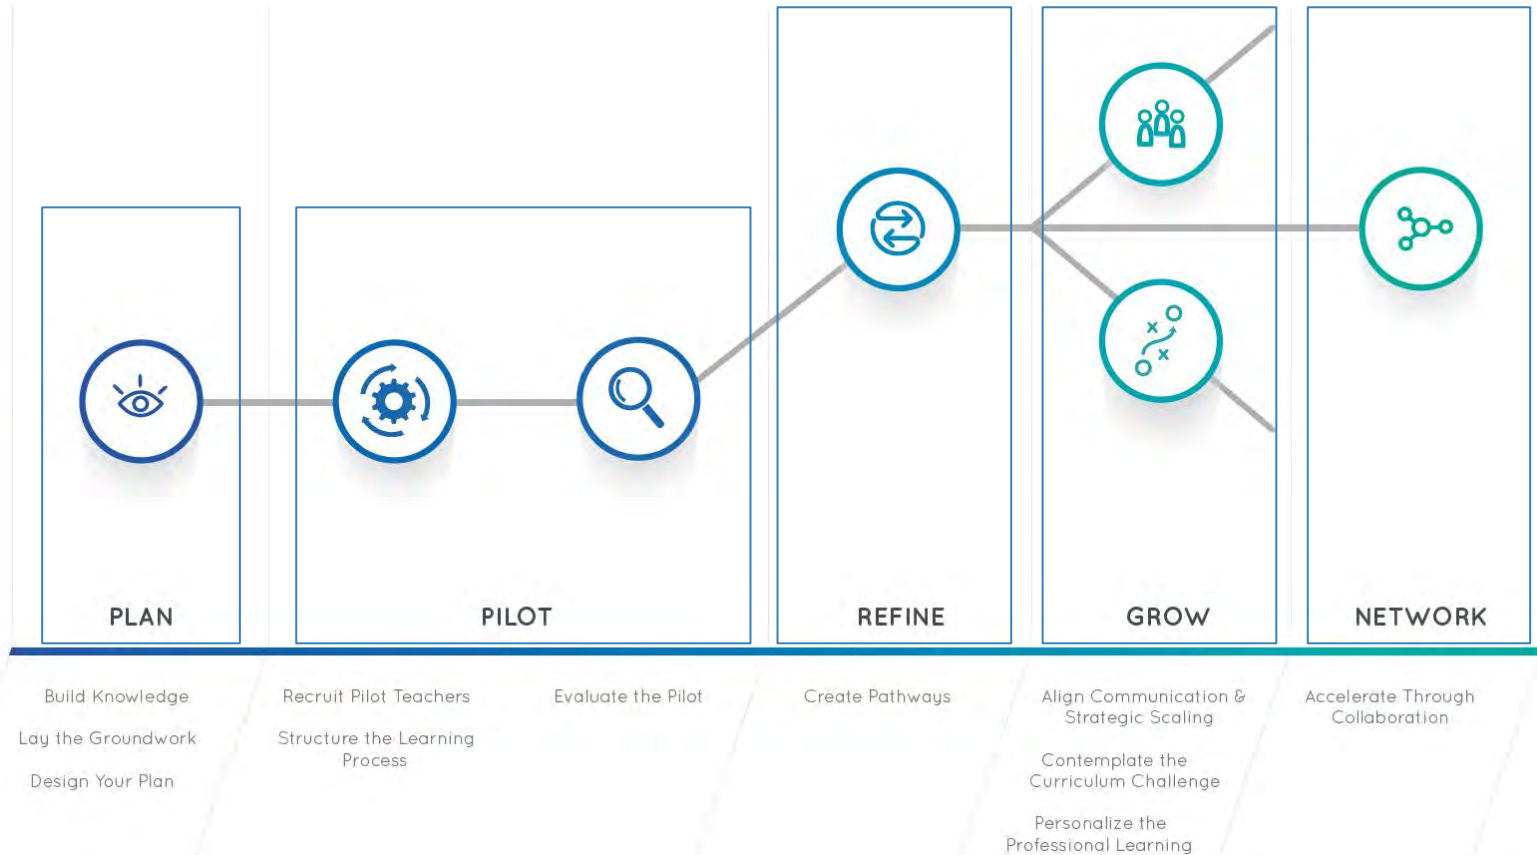 PLAN
PILOT
REFINE
GROW
NETWORK
Build Knowledge
Lay the Groundwork
Design Your Plan
Recruit Pilot Teachers
Structure the Learning
Process
Evaluate the Pilot
Create Pathways
Align Communication &
Strategic Scaling
Contemplate the
Curriculum Challenge
Personalize the
Professional Learning
Accelerate Through
Collaboration